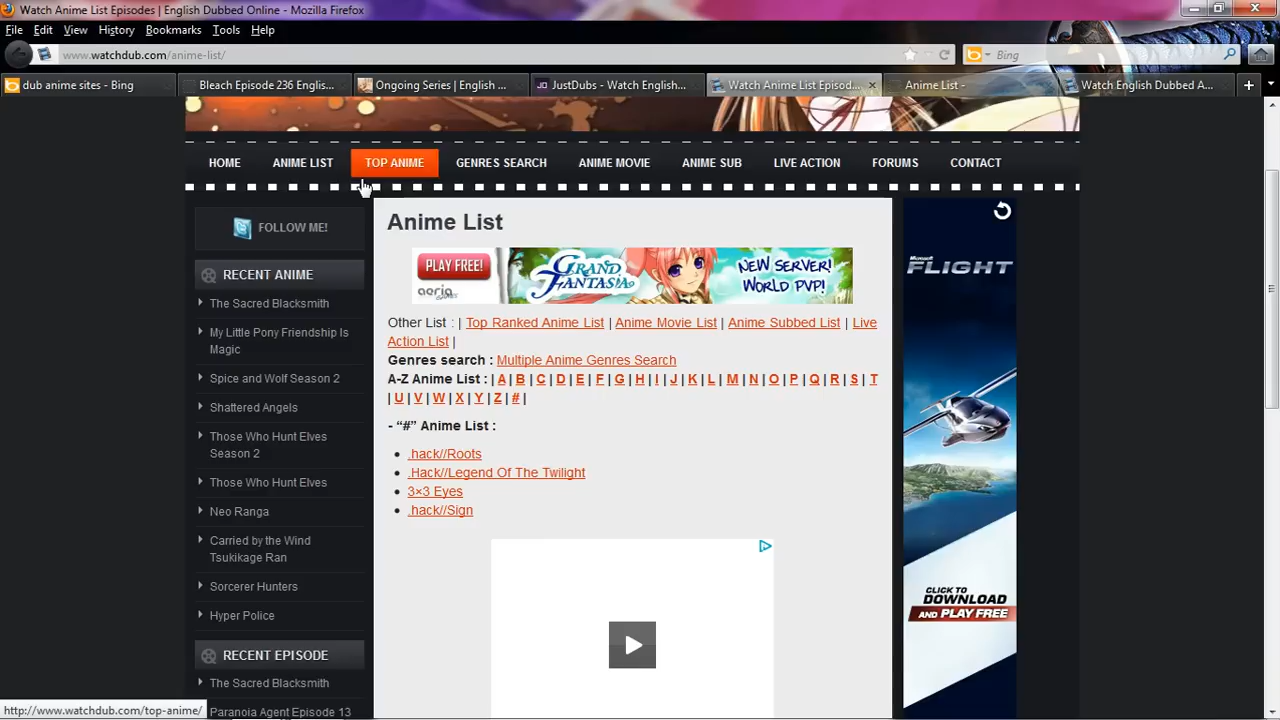 Watch Anime List Episodes | English Dubbed Online - Mozilla Firefox
File Edit View History Bookmarks Tools Help
www.watchdub.com/anime-list/
Bing
dub anime sites - Bing
Bleach Episode 236 Englis...
Ongoing Series | English ...
JD JustDubs - Watch English...
Watch Anime List Episod...
Anime List -
Watch English Dubbed A...
HOME ANIME LIST TOP ANIME GENRES SEARCH ANIME MOVIE ANIME SUB LIVE ACTION FORUMS CONTACT
FOLLOW ME!
RECENT ANIME
The Sacred Blacksmith
My Little Pony Friendship Is
Magic
Spice and Wolf Season 2
Shattered Angels
Those Who Hunt Elves
Season 2
Those Who Hunt Elves
Neo Ranga
Carried by the Wind
Tsukikage Ran
Sorcerer Hunters
Hyper Police
RECENT EPISODE
The Sacred Blacksmith
Paranoia Agent Episode 13
Anime List
PLAY FREE!
aeria
GRAND
FANTASIA
NEW SERVER!
WORLD PVP!
Other List : | Top Ranked Anime List | Anime Movie List | Anime Subbed List | Live
Action List |
Genres search : Multiple Anime Genres Search
A-Z Anime List : | A | B | C | D | E | F | G | H | I | J | K | L | M | N | O | P | Q | R | S | T
| U | V | W | X | Y | Z | # |
- “#” Anime List :
.hack//Roots
.Hack//Legend Of The Twilight
3×3 Eyes
.hack//Sign
Microsoft
FLIGHT
CLICK TO
DOWNLOAD
AND PLAY FREE!
http://www.watchdub.com/top-anime/